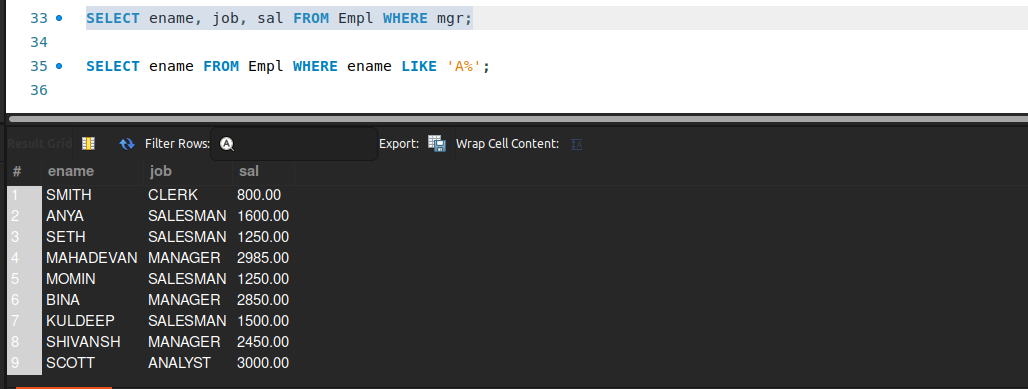 33 SELECT ename, job, sal FROM Empl WHERE mgr;
34
35 SELECT ename FROM Empl WHERE ename LIKE 'A%';
36
Result Grid Filter Rows: Export: Wrap Cell Content: IA
# ename job sal
1 SMITH CLERK 800.00
2 ANYA SALESMAN 1600.00
3 SETH SALESMAN 1250.00
4 MAHADEVAN MANAGER 2985.00
5 MOMIN SALESMAN 1250.00
6 BINA MANAGER 2850.00
7 KULDEEP SALESMAN 1500.00
8 SHIVANSH MANAGER 2450.00
9 SCOTT ANALYST 3000.00